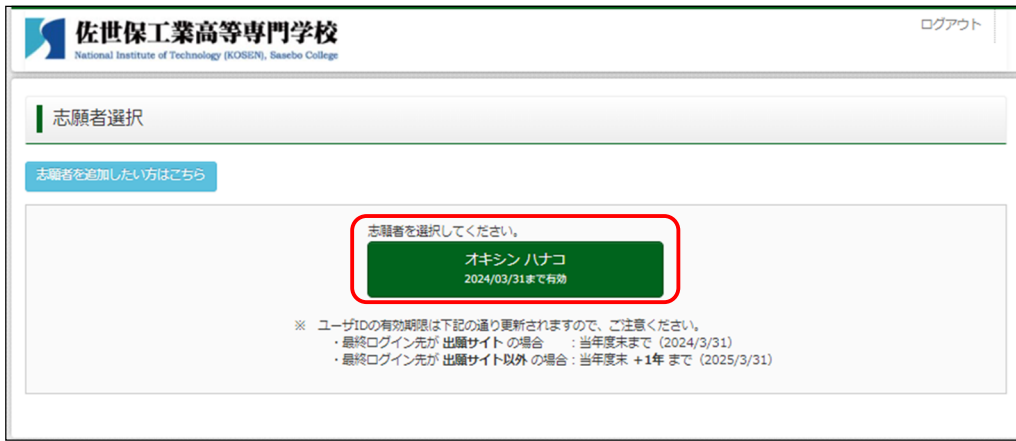 佐世保工業高等専門学校
National Institute of Technology (KOSEN), Sasebo College
ログアウト
志願者選択
志願者を追加したい方はこちら
志願者を選択してください。
オキシン ハナコ
2024/03/31まで有効
※ ユーザIDの有効期限は下記の通り更新されますので、ご注意ください。
・最終ログイン先が 出願サイト の場合 ：当年度末まで（2024/3/31）
・最終ログイン先が 出願サイト以外 の場合：当年度末 +1年 まで（2025/3/31）